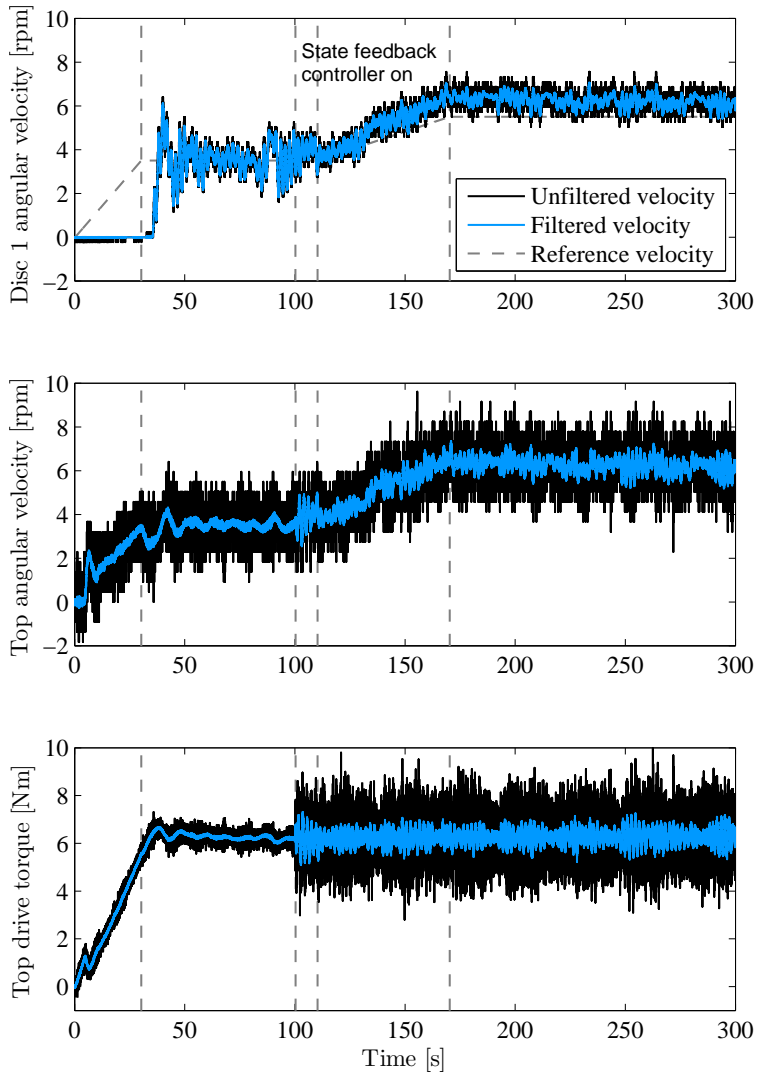 Disc 1 angular velocity [rpm]
10
8
6
4
2
0
−2
State feedback
controller on
Unfiltered velocity
Filtered velocity
Reference velocity
0 50 100 150 200 250 300
Top angular velocity [rpm]
10
8
6
4
2
0
−2
0 50 100 150 200 250 300
Top drive torque [Nm]
10
8
6
4
2
0
0 50 100 150 200 250 300
Time [s]